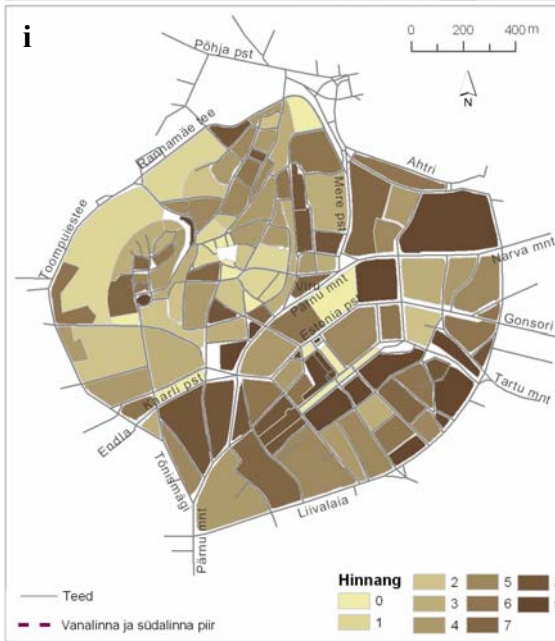 i
0 200 400 m
N
Põhja pst
Rannamäe tee
Ahtri
Mere pst
Toompuiestee
Narva mnt
Viru
Pärnu mnt
Estonia pst
Gonsori
Kaarli pst
Tartu mnt
Endla
Tõnismägi
Liivalaia
Pärnu mnt
Teed
Vanalinna ja südalinna piir
Hinnang
0
1
2
3
4
5
6
7